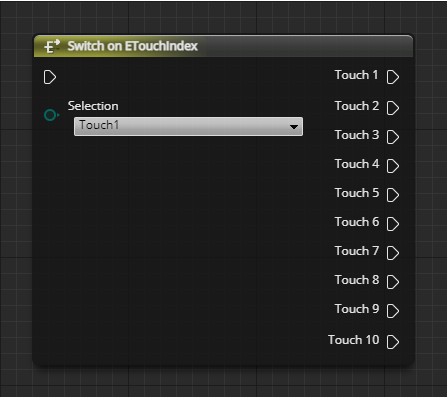 Switch on ETouchIndex
Touch 1
Selection
Touch1
Touch 2
Touch 3
Touch 4
Touch 5
Touch 6
Touch 7
Touch 8
Touch 9
Touch 10